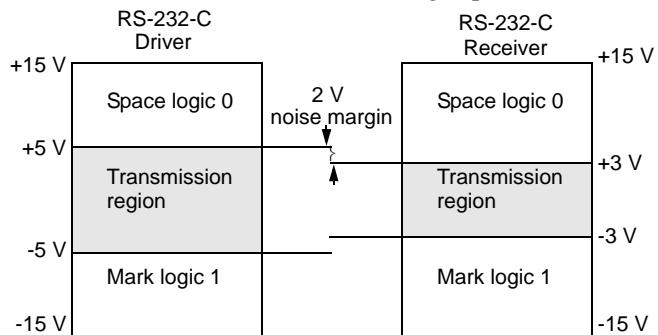 RS-232-C
Driver
RS-232-C
Receiver
+15 V
+15 V
Space logic 0
2 V
noise margin
Space logic 0
+5 V
+3 V
Transmission
region
Transmission
region
-3 V
-5 V
Mark logic 1
Mark logic 1
-15 V
-15 V